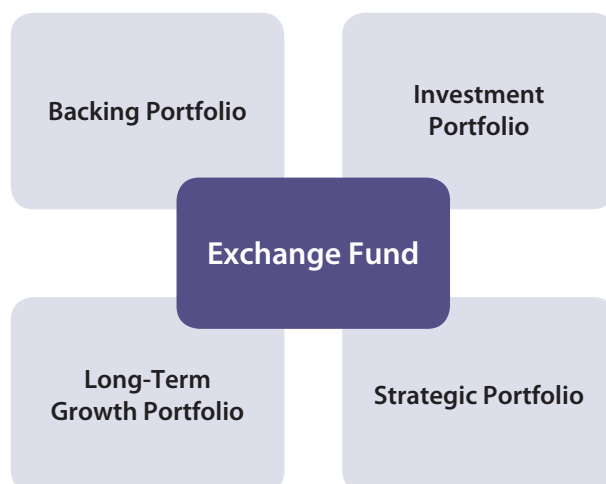 Backing Portfolio
Investment
Portfolio
Exchange Fund
Long-Term
Growth Portfolio
Strategic Portfolio